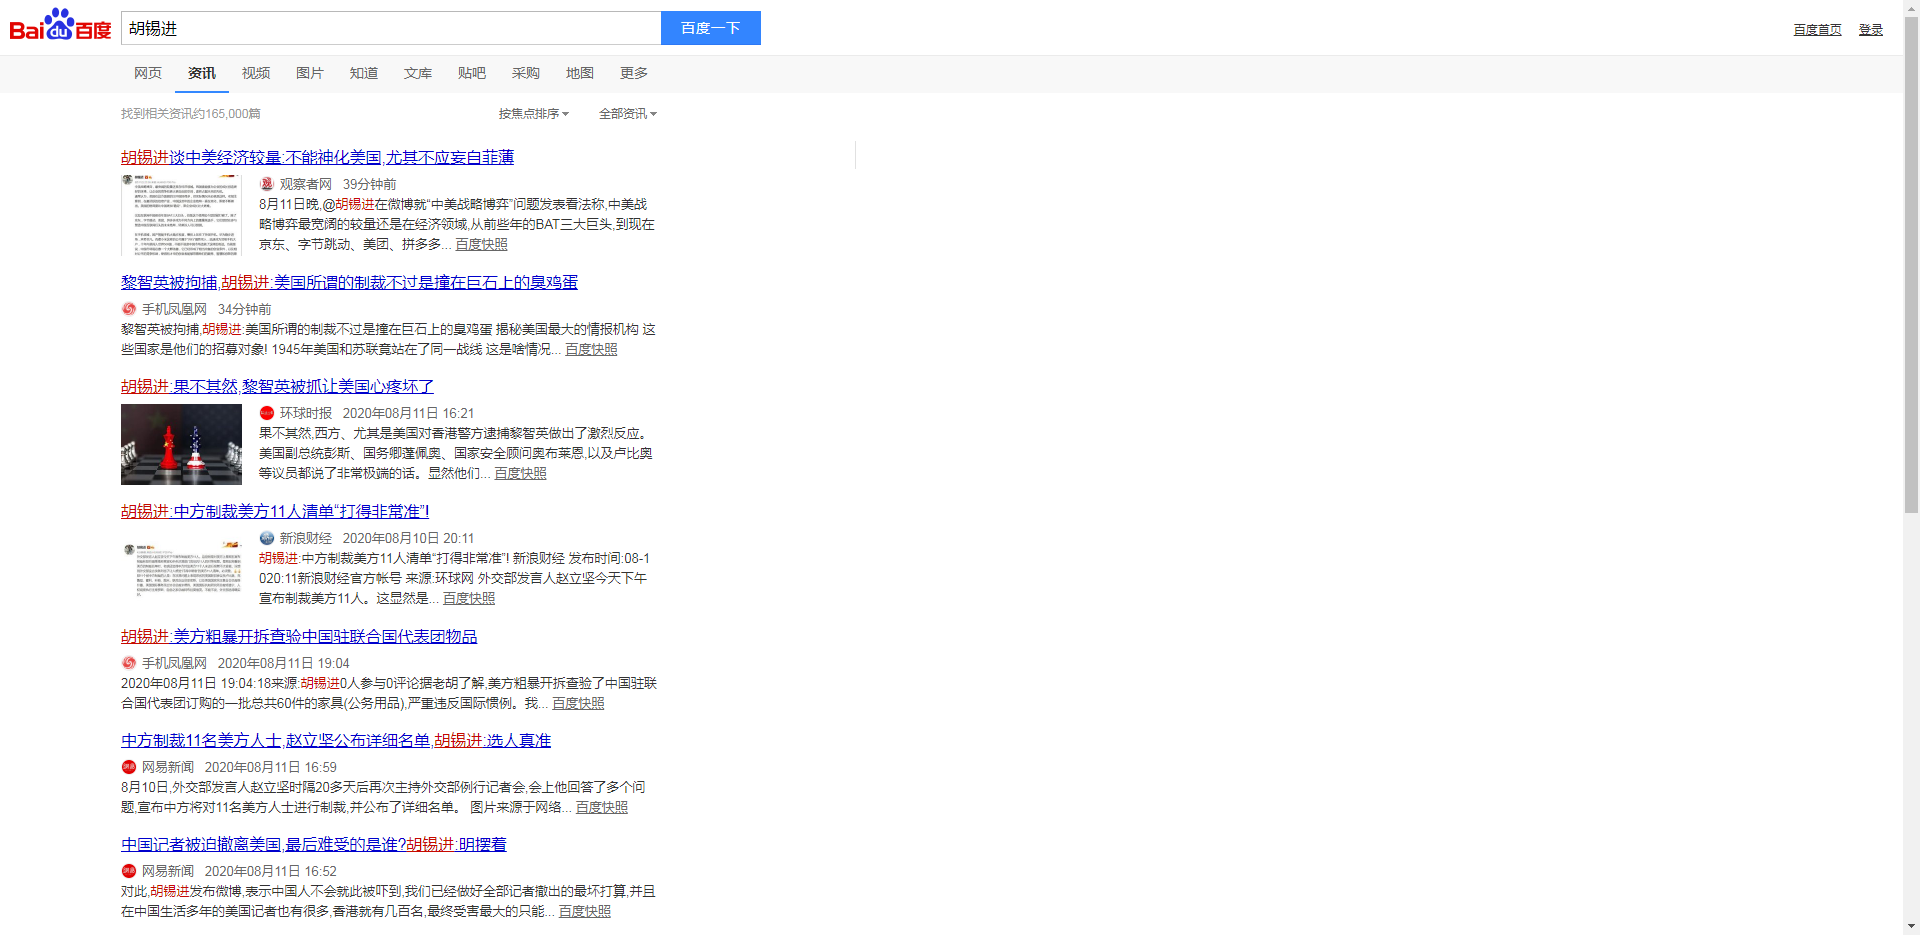 Bai du 百度
胡锡进
百度一下
百度首页 登录
网页 资讯 视频 图片 知道 文库 贴吧 采购 地图 更多
找到相关资讯约165,000篇 按焦点排序 全部资讯
胡锡进谈中美经济较量:不能神化美国,尤其不应妄自菲薄
观察者网 39分钟前
8月11日晚,@胡锡进在微博就“中美战略博弈”问题发表看法称,中美战
略博弈最宽阔的较量还是在经济领域,从前些年的BAT三大巨头,到现在
京东、字节跳动、美团、拼多多... 百度快照
黎智英被拘捕,胡锡进:美国所谓的制裁不过是撞在巨石上的臭鸡蛋
手机凤凰网 34分钟前
黎智英被拘捕,胡锡进:美国所谓的制裁不过是撞在巨石上的臭鸡蛋 揭秘美国最大的情报机构 这
些国家是他们的招募对象! 1945年美国和苏联竟站在了同一战线 这是啥情况... 百度快照
胡锡进:果不其然,黎智英被抓让美国心疼坏了
环球时报 2020年08月11日 16:21
果不其然,西方、尤其是美国对香港警方逮捕黎智英做出了激烈反应。
美国副总统彭斯、国务卿蓬佩奥、国家安全顾问奥布莱恩,以及卢比奥
等议员都说了非常极端的话。显然他们... 百度快照
胡锡进:中方制裁美方11人清单“打得非常准”!
新浪财经 2020年08月10日 20:11
胡锡进:中方制裁美方11人清单“打得非常准”! 新浪财经 发布时间:08-1
020:11新浪财经官方帐号 来源:环球网 外交部发言人赵立坚今天下午
宣布制裁美方11人。这显然是... 百度快照
胡锡进:美方粗暴开拆查验中国驻联合国代表团物品
手机凤凰网 2020年08月11日 19:04
2020年08月11日 19:04:18来源:胡锡进0人参与0评论据老胡了解,美方粗暴开拆查验了中国驻联
合国代表团订购的一批总共60件的家具(公务用品),严重违反国际惯例。我... 百度快照
中方制裁11名美方人士,赵立坚公布详细名单,胡锡进:选人真准
网易新闻 2020年08月11日 16:59
8月10日,外交部发言人赵立坚时隔20多天后再次主持外交部例行记者会,会上他回答了多个问
题,宣布中方将对11名美方人士进行制裁,并公布了详细名单。 图片来源于网络... 百度快照
中国记者被迫撤离美国,最后难受的是谁?胡锡进:明摆着
网易新闻 2020年08月11日 16:52
对此,胡锡进发布微博,表示中国人不会就此被吓到,我们已经做好全部记者撤出的最坏打算,并且
在中国生活多年的美国记者也有很多,香港就有几百名,最终受害最大的只能... 百度快照